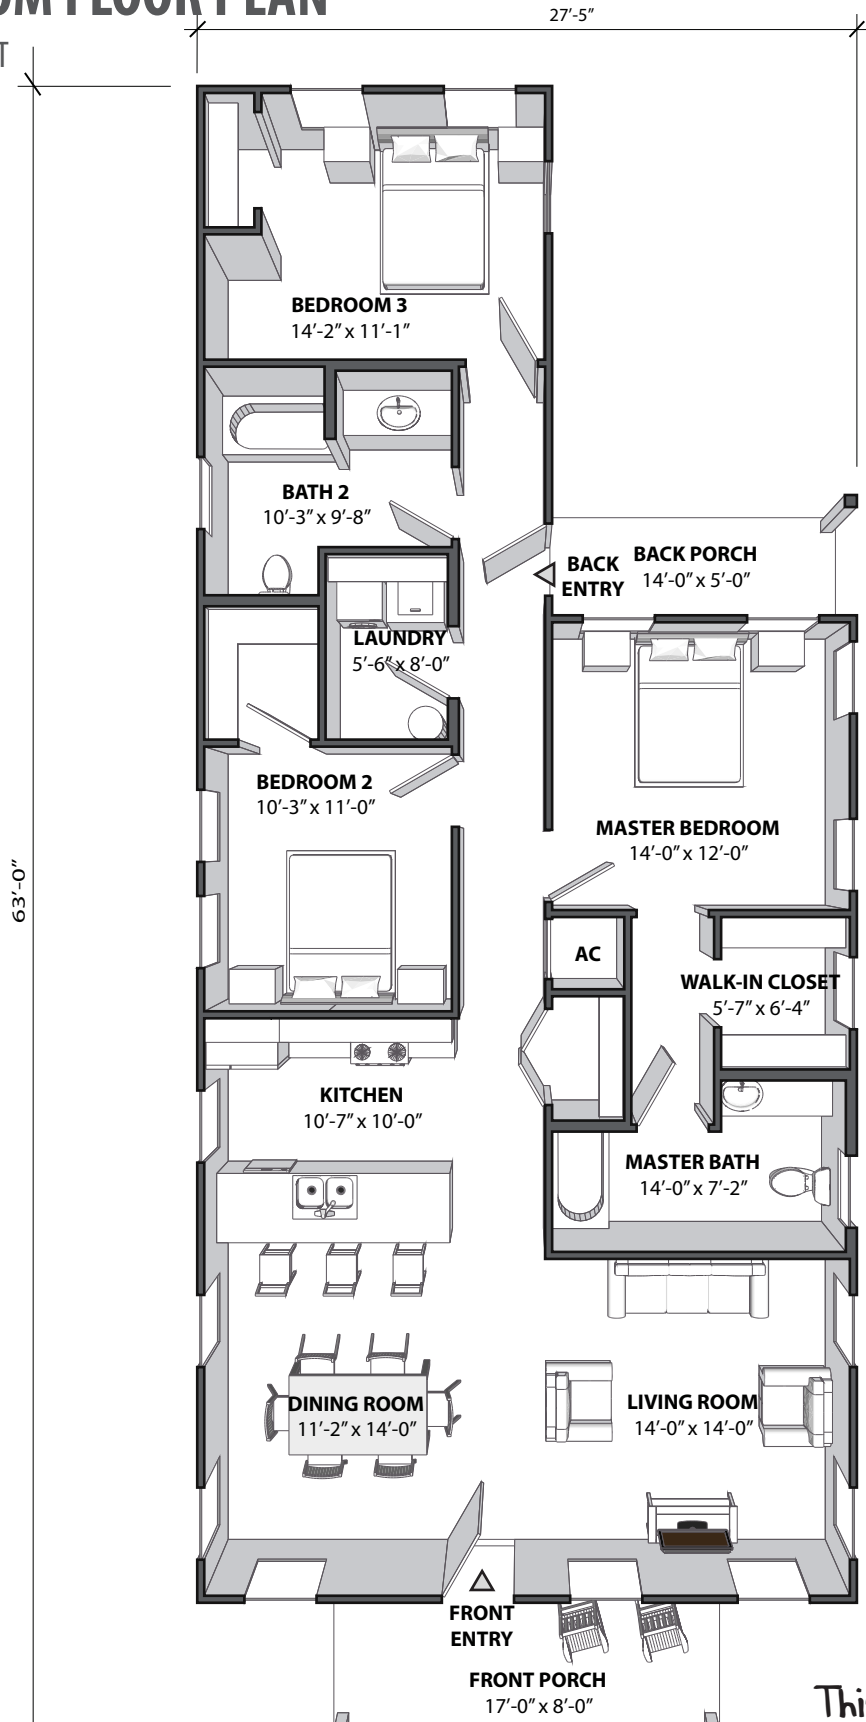 OM FLOOR PLAN
27'-5"
T
BEDROOM 3
14'-2" x 11'-1"
BATH 2
10'-3" x 9'-8"
BACK
ENTRY
BACK PORCH
14'-0" x 5'-0"
LAUNDRY
5'-6" x 8'-0"
BEDROOM 2
10'-3" x 11'-0"
MASTER BEDROOM
14'-0" x 12'-0"
63'-0"
AC
WALK-IN CLOSET
5'-7" x 6'-4"
KITCHEN
10'-7" x 10'-0"
MASTER BATH
14'-0" x 7'-2"
DINING ROOM
11'-2" x 14'-0"
LIVING ROOM
14'-0" x 14'-0"
FRONT
ENTRY
FRONT PORCH
17'-0" x 8'-0"
Thi